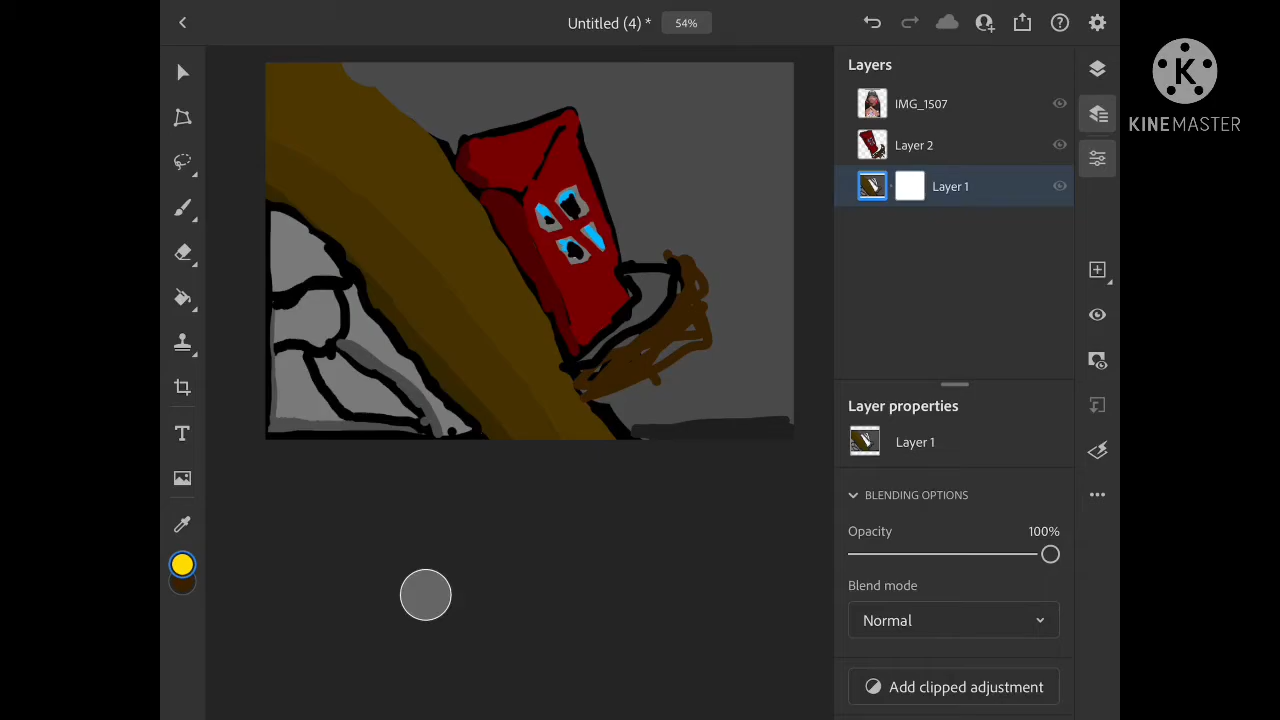 Untitled (4) *
54%
Layers
IMG_1507
Layer 2
Layer 1
Layer properties
Layer 1
BLENDING OPTIONS
Opacity
100%
Blend mode
Normal
Add clipped adjustment
K
KINEMASTER